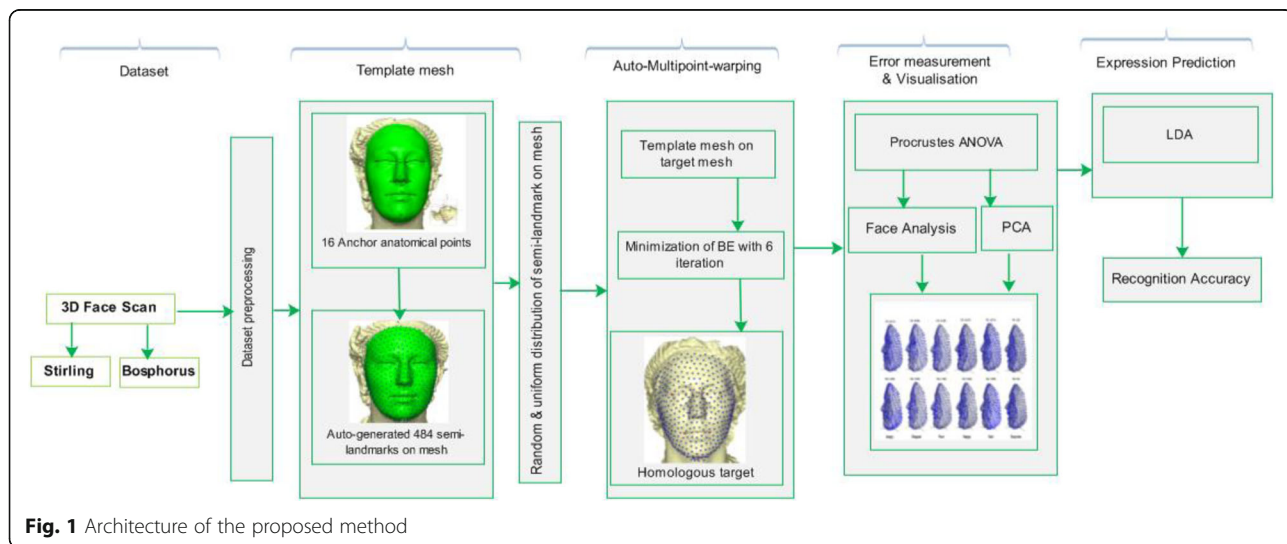 Dataset
Template mesh
Auto-Multipoint-warping
Error measurement
& Visualisation
Expression Prediction
3D Face Scan
Stirling
Bosphorus
Dataset preprocessing
16 Anchor anatomical points
Auto-generated 484 semi-
landmarks on mesh
Random & uniform distribution of semi-landmark on mesh
Template mesh on
target mesh
Minimization of BE with 6
iteration
Homologous target
Procrustes ANOVA
Face Analysis
PCA
LDA
Recognition Accuracy
Fig. 1 Architecture of the proposed method